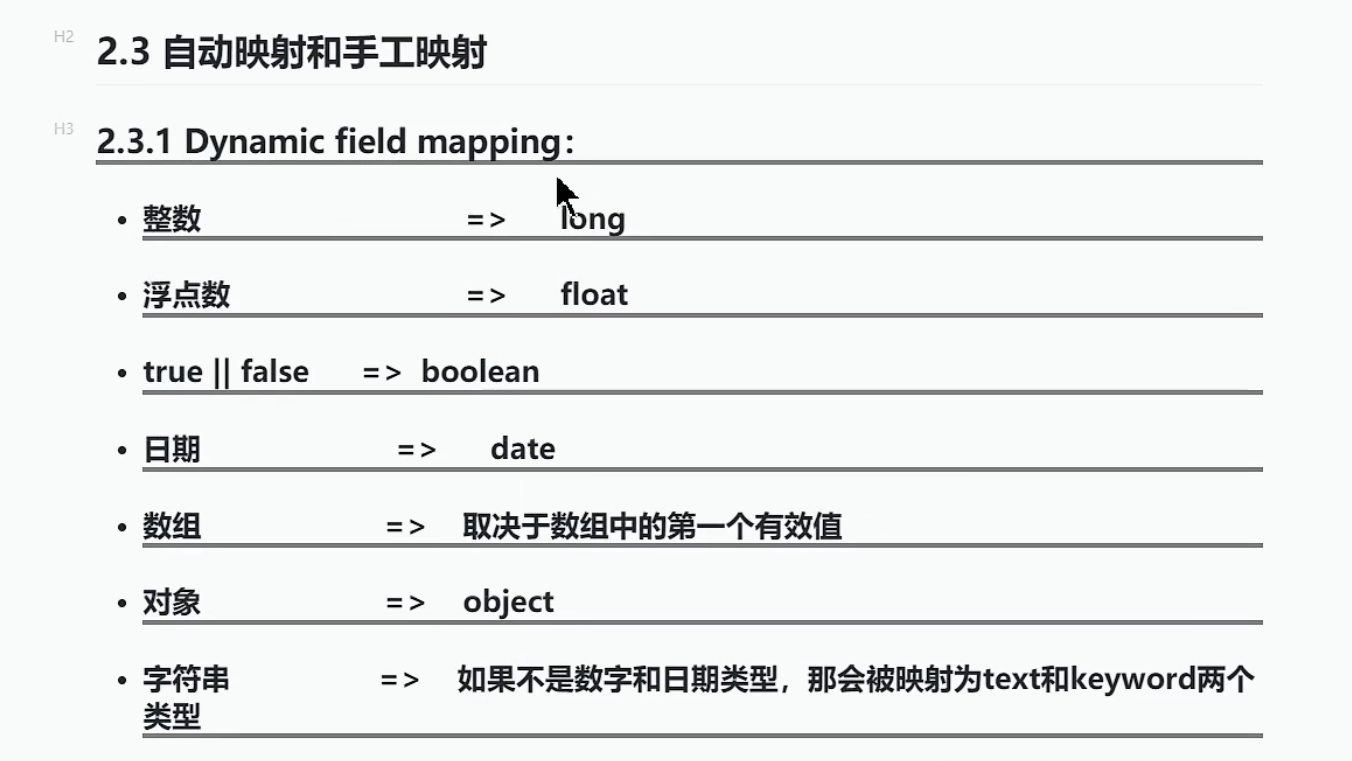 H2
2.3 自动映射和手工映射
H3
2.3.1 Dynamic field mapping：
• 整数 => long
• 浮点数 => float
• true || false => boolean
• 日期 => date
• 数组 => 取决于数组中的第一个有效值
• 对象 => object
• 字符串 => 如果不是数字和日期类型，那会被映射为text和keyword两个
类型